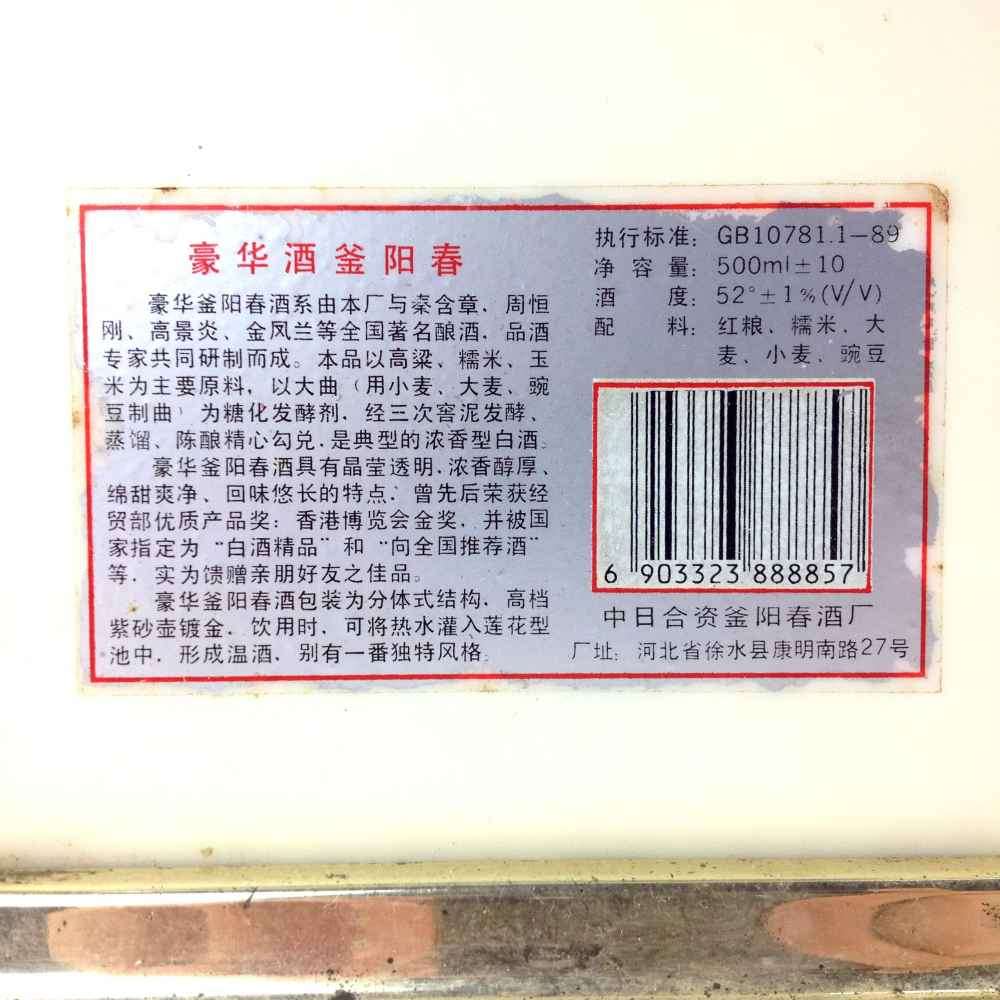 豪华酒釜阳春
豪华釜阳春酒系由本厂与秦含章、周恒
刚、高景炎、金凤兰等全国著名酿酒、品酒
专家共同研制而成。本品以高粱、糯米、玉
米为主要原料，以大曲（用小麦、大麦、豌
豆制曲）为糖化发酵剂，经三次窖泥发酵、
蒸馏、陈酿精心勾兑，是典型的浓香型白酒。
豪华釜阳春酒具有晶莹透明，浓香醇厚、
绵甜爽净、回味悠长的特点。曾先后荣获经
贸部优质产品奖；香港博览会金奖，并被国
家指定为“白酒精品”和“向全国推荐酒”
等，实为馈赠亲朋好友之佳品。
豪华釜阳春酒包装为分体式结构，高档
紫砂壶镀金，饮用时，可将热水灌入莲花型
池中，形成温酒，别有一番独特风格。
执行标准：GB10781.1—89
净容量：500ml±10
酒度：52°±1%(V/V)
配料：红粮、糯米、大
麦、小麦、豌豆
6 903323 888857
中日合资釜阳春酒厂
厂址：河北省徐水县康明南路27号